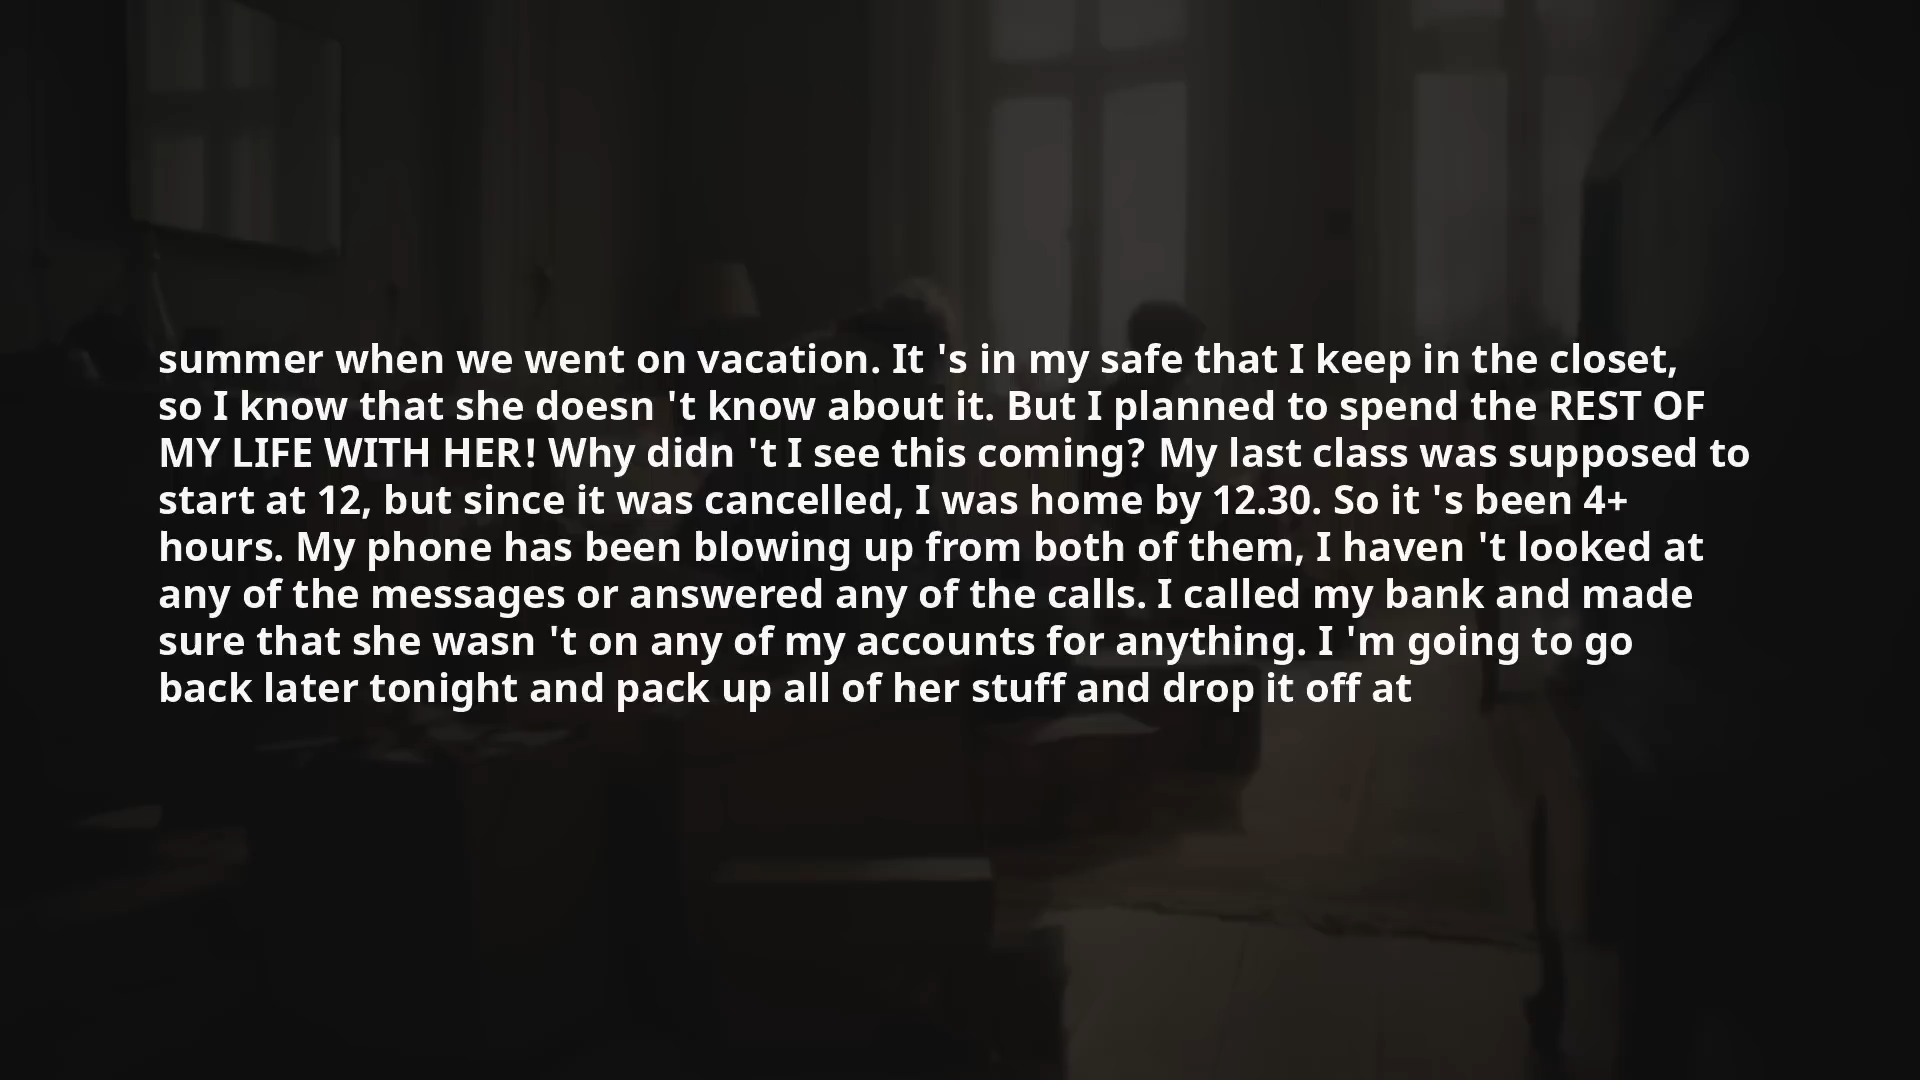 summer when we went on vacation. It 's in my safe that I keep in the closet,
so I know that she doesn 't know about it. But I planned to spend the REST OF
MY LIFE WITH HER! Why didn 't I see this coming? My last class was supposed to
start at 12, but since it was cancelled, I was home by 12.30. So it 's been 4+
hours. My phone has been blowing up from both of them, I haven 't looked at
any of the messages or answered any of the calls. I called my bank and made
sure that she wasn 't on any of my accounts for anything. I 'm going to go
back later tonight and pack up all of her stuff and drop it off at